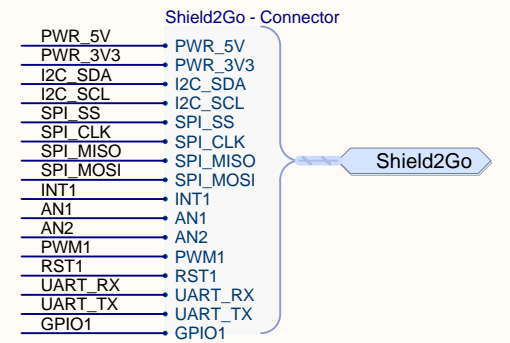 Shield2Go - Connector
PWR_5V PWR_5V
PWR_3V3 PWR_3V3
I2C_SDA I2C_SDA
I2C_SCL I2C_SCL
SPI_SS SPI_SS
SPI_CLK SPI_CLK
SPI_MISO SPI_MISO
SPI_MOSI SPI_MOSI
INT1 INT1
AN1 AN1
AN2 AN2
PWM1 PWM1
RST1 RST1
UART_RX UART_RX
UART_TX UART_TX
GPIO1 GPIO1
Shield2Go